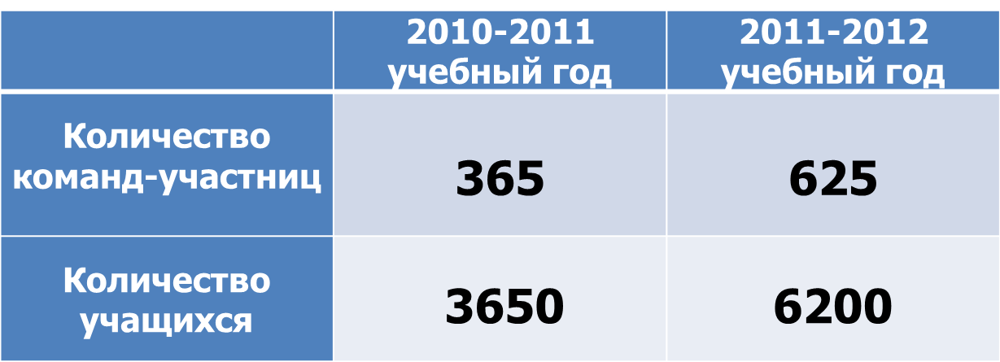 2010-2011
учебный год
2011-2012
учебный год
Количество
команд-участниц
365
625
Количество
учащихся
3650
6200